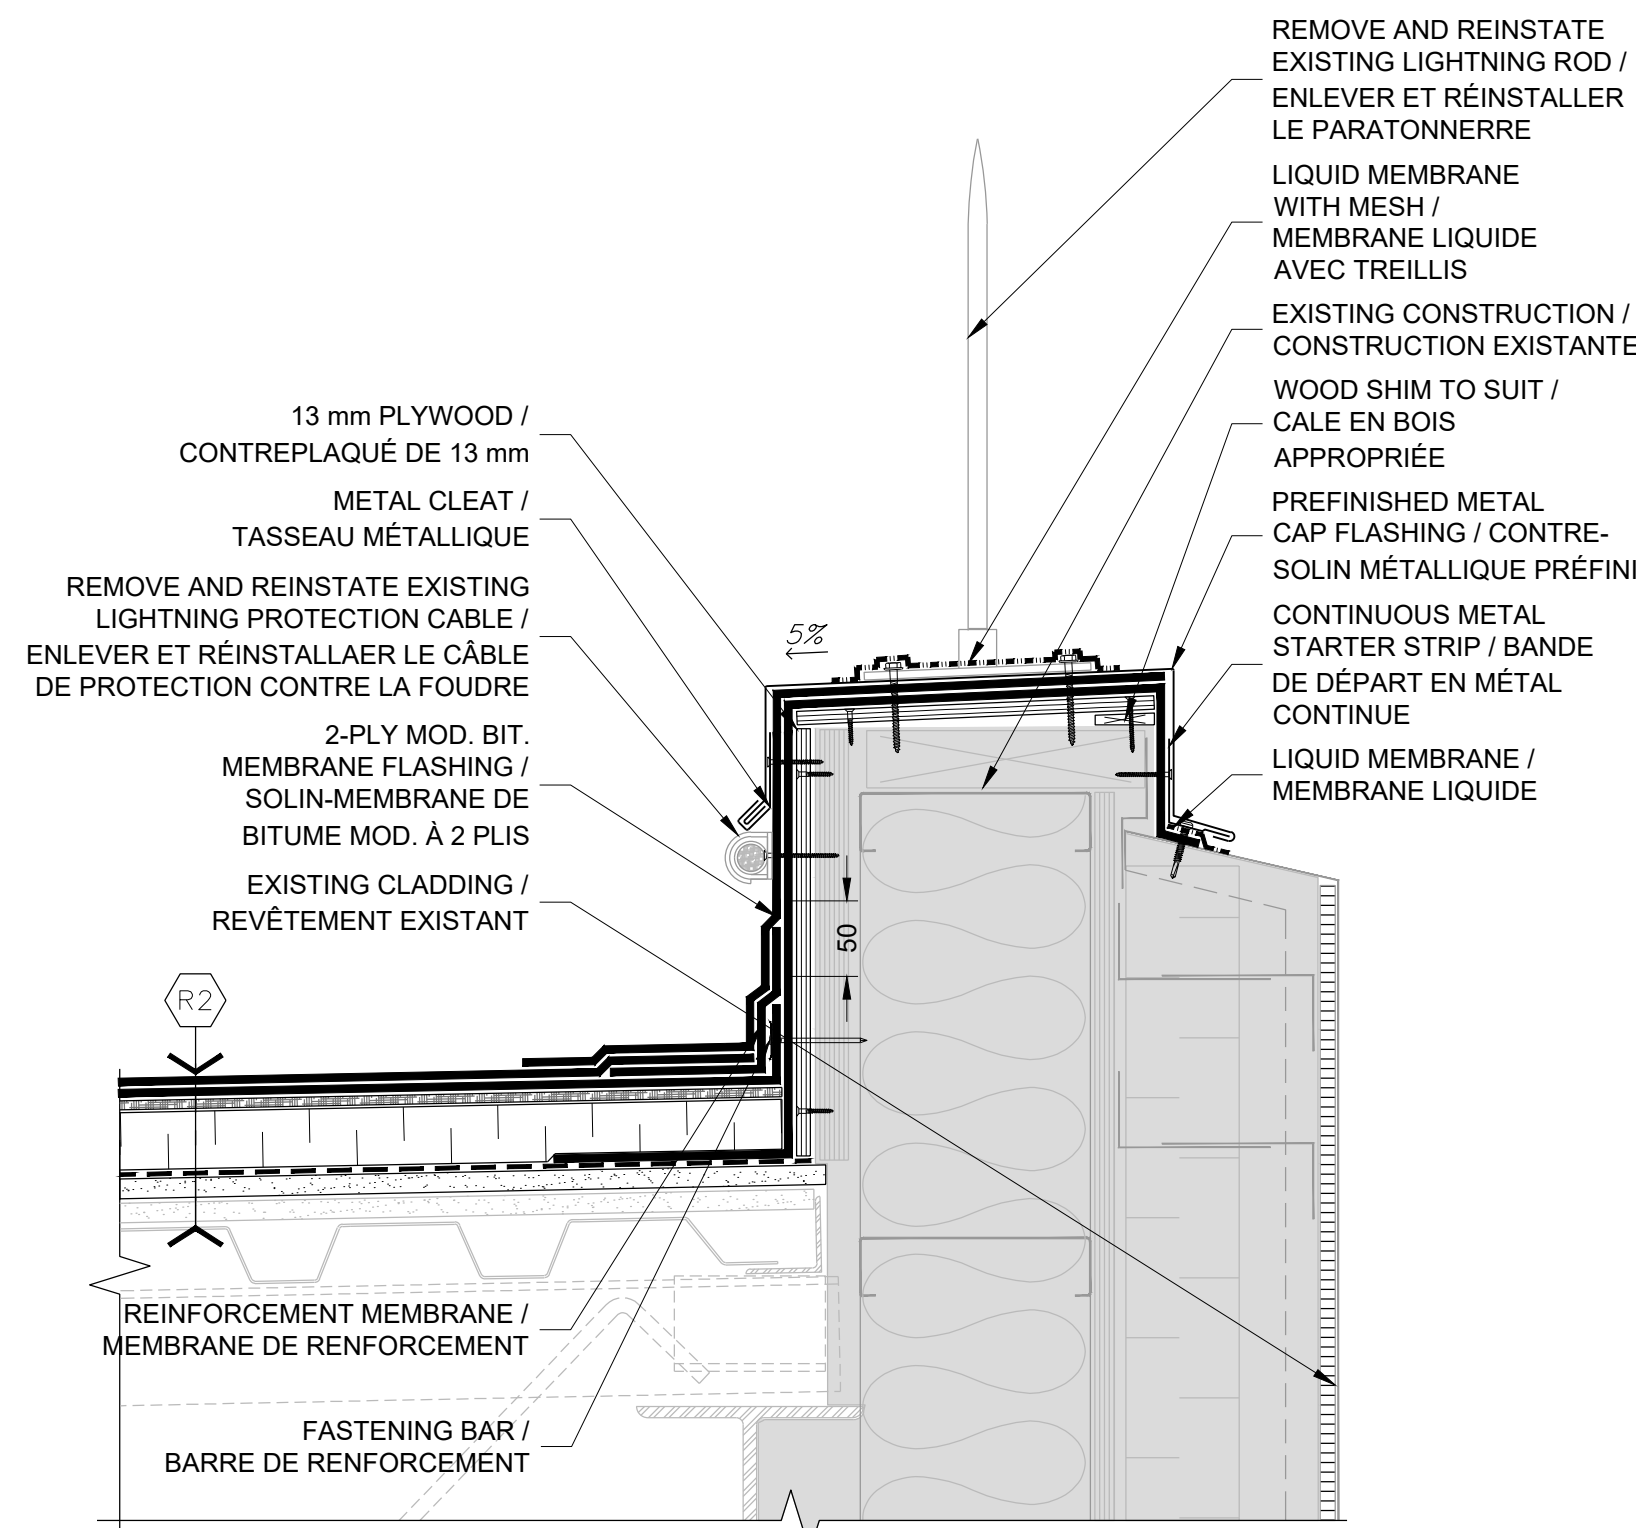 REMOVE AND REINSTATE
EXISTING LIGHTNING ROD /
ENLEVER ET RÉINSTALLER
LE PARATONNERRE
LIQUID MEMBRANE
WITH MESH /
MEMBRANE LIQUIDE
AVEC TREILLIS
EXISTING CONSTRUCTION /
CONSTRUCTION EXISTANTE
WOOD SHIM TO SUIT /
CALE EN BOIS
APPROPRIÉE
PREFINISHED METAL
CAP FLASHING / CONTRE-
SOLIN MÉTALLIQUE PRÉFINI
CONTINUOUS METAL
STARTER STRIP / BANDE
DE DÉPART EN MÉTAL
CONTINUE
LIQUID MEMBRANE /
MEMBRANE LIQUIDE
13 mm PLYWOOD /
CONTREPLAQUÉ DE 13 mm
METAL CLEAT /
TASSEAU MÉTALLIQUE
REMOVE AND REINSTATE EXISTING
LIGHTNING PROTECTION CABLE /
ENLEVER ET RÉINSTALLAER LE CÂBLE
DE PROTECTION CONTRE LA FOUDRE
2-PLY MOD. BIT.
MEMBRANE FLASHING /
SOLIN-MEMBRANE DE
BITUME MOD. À 2 PLIS
EXISTING CLADDING /
REVÊTEMENT EXISTANT
5%
50
R2
REINFORCEMENT MEMBRANE /
MEMBRANE DE RENFORCEMENT
FASTENING BAR /
BARRE DE RENFORCEMENT